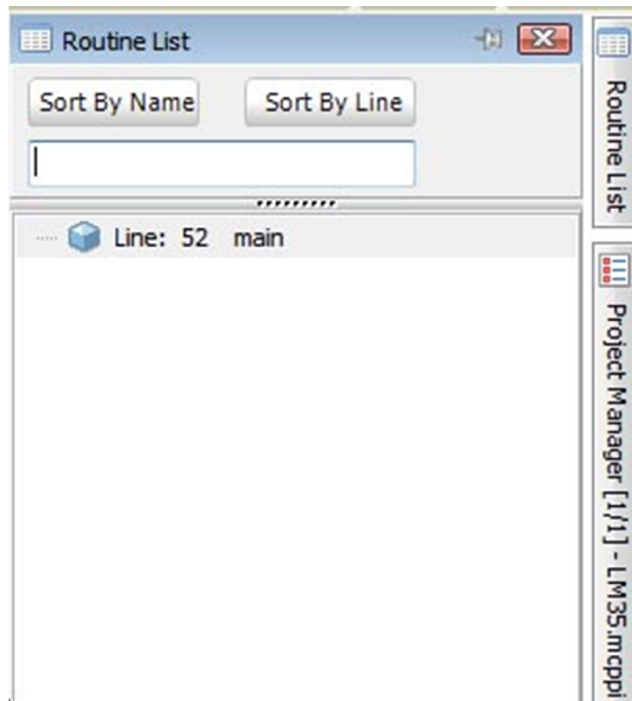 Routine List
Sort By Name
Sort By Line
Line: 52 main
Routine List
Project Manager [1/1] - LM35.mcppi